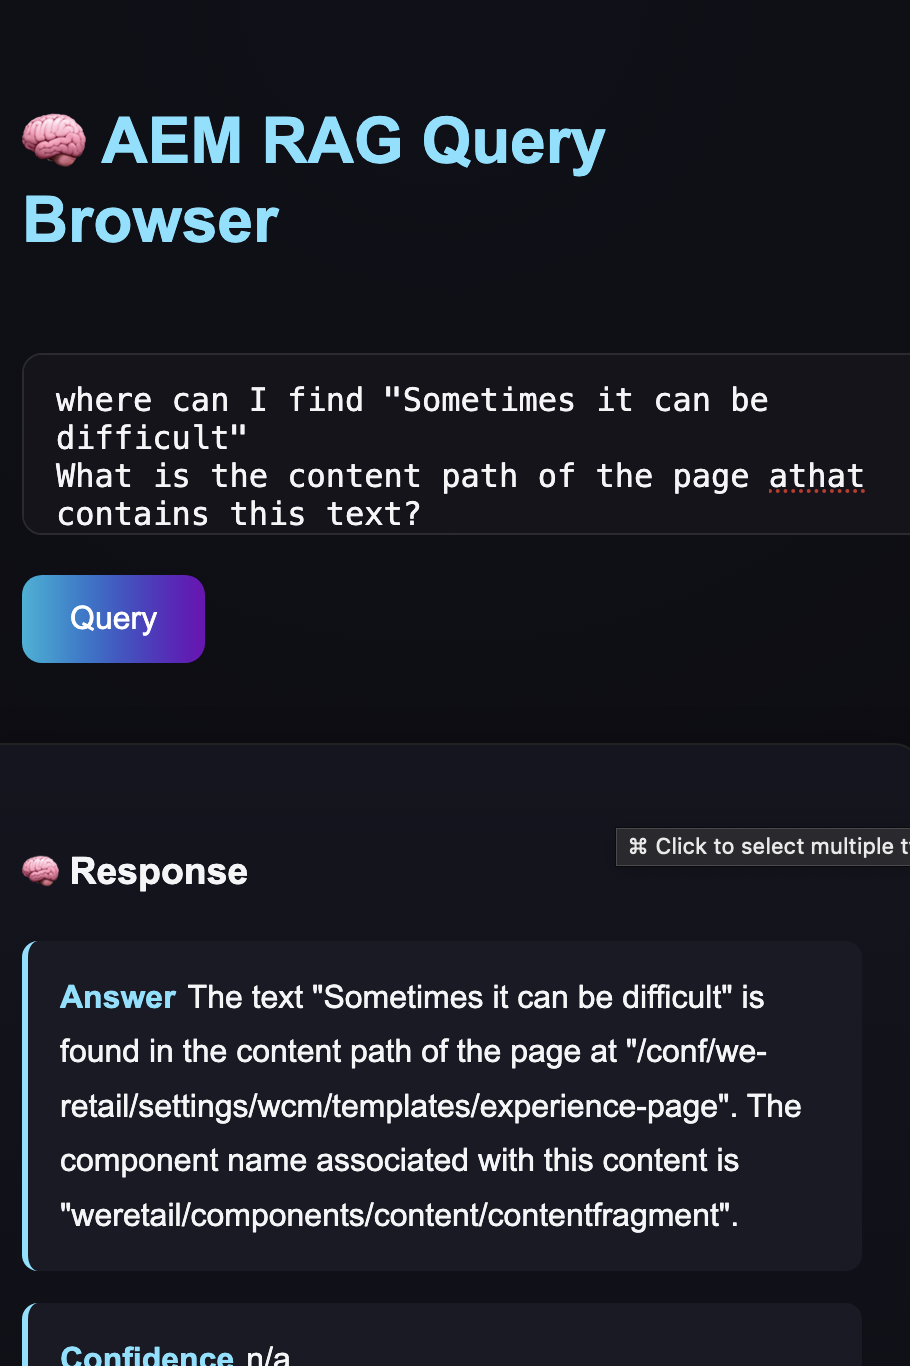 AEM RAG Query
Browser
where can I find "Sometimes it can be
difficult"
What is the content path of the page athat
contains this text?
Query
⌘ Click to select multiple t
Response
Answer The text "Sometimes it can be difficult" is
found in the content path of the page at "/conf/we-
retail/settings/wcm/templates/experience-page". The
component name associated with this content is
"weretail/components/content/contentfragment".
Confidence n/a